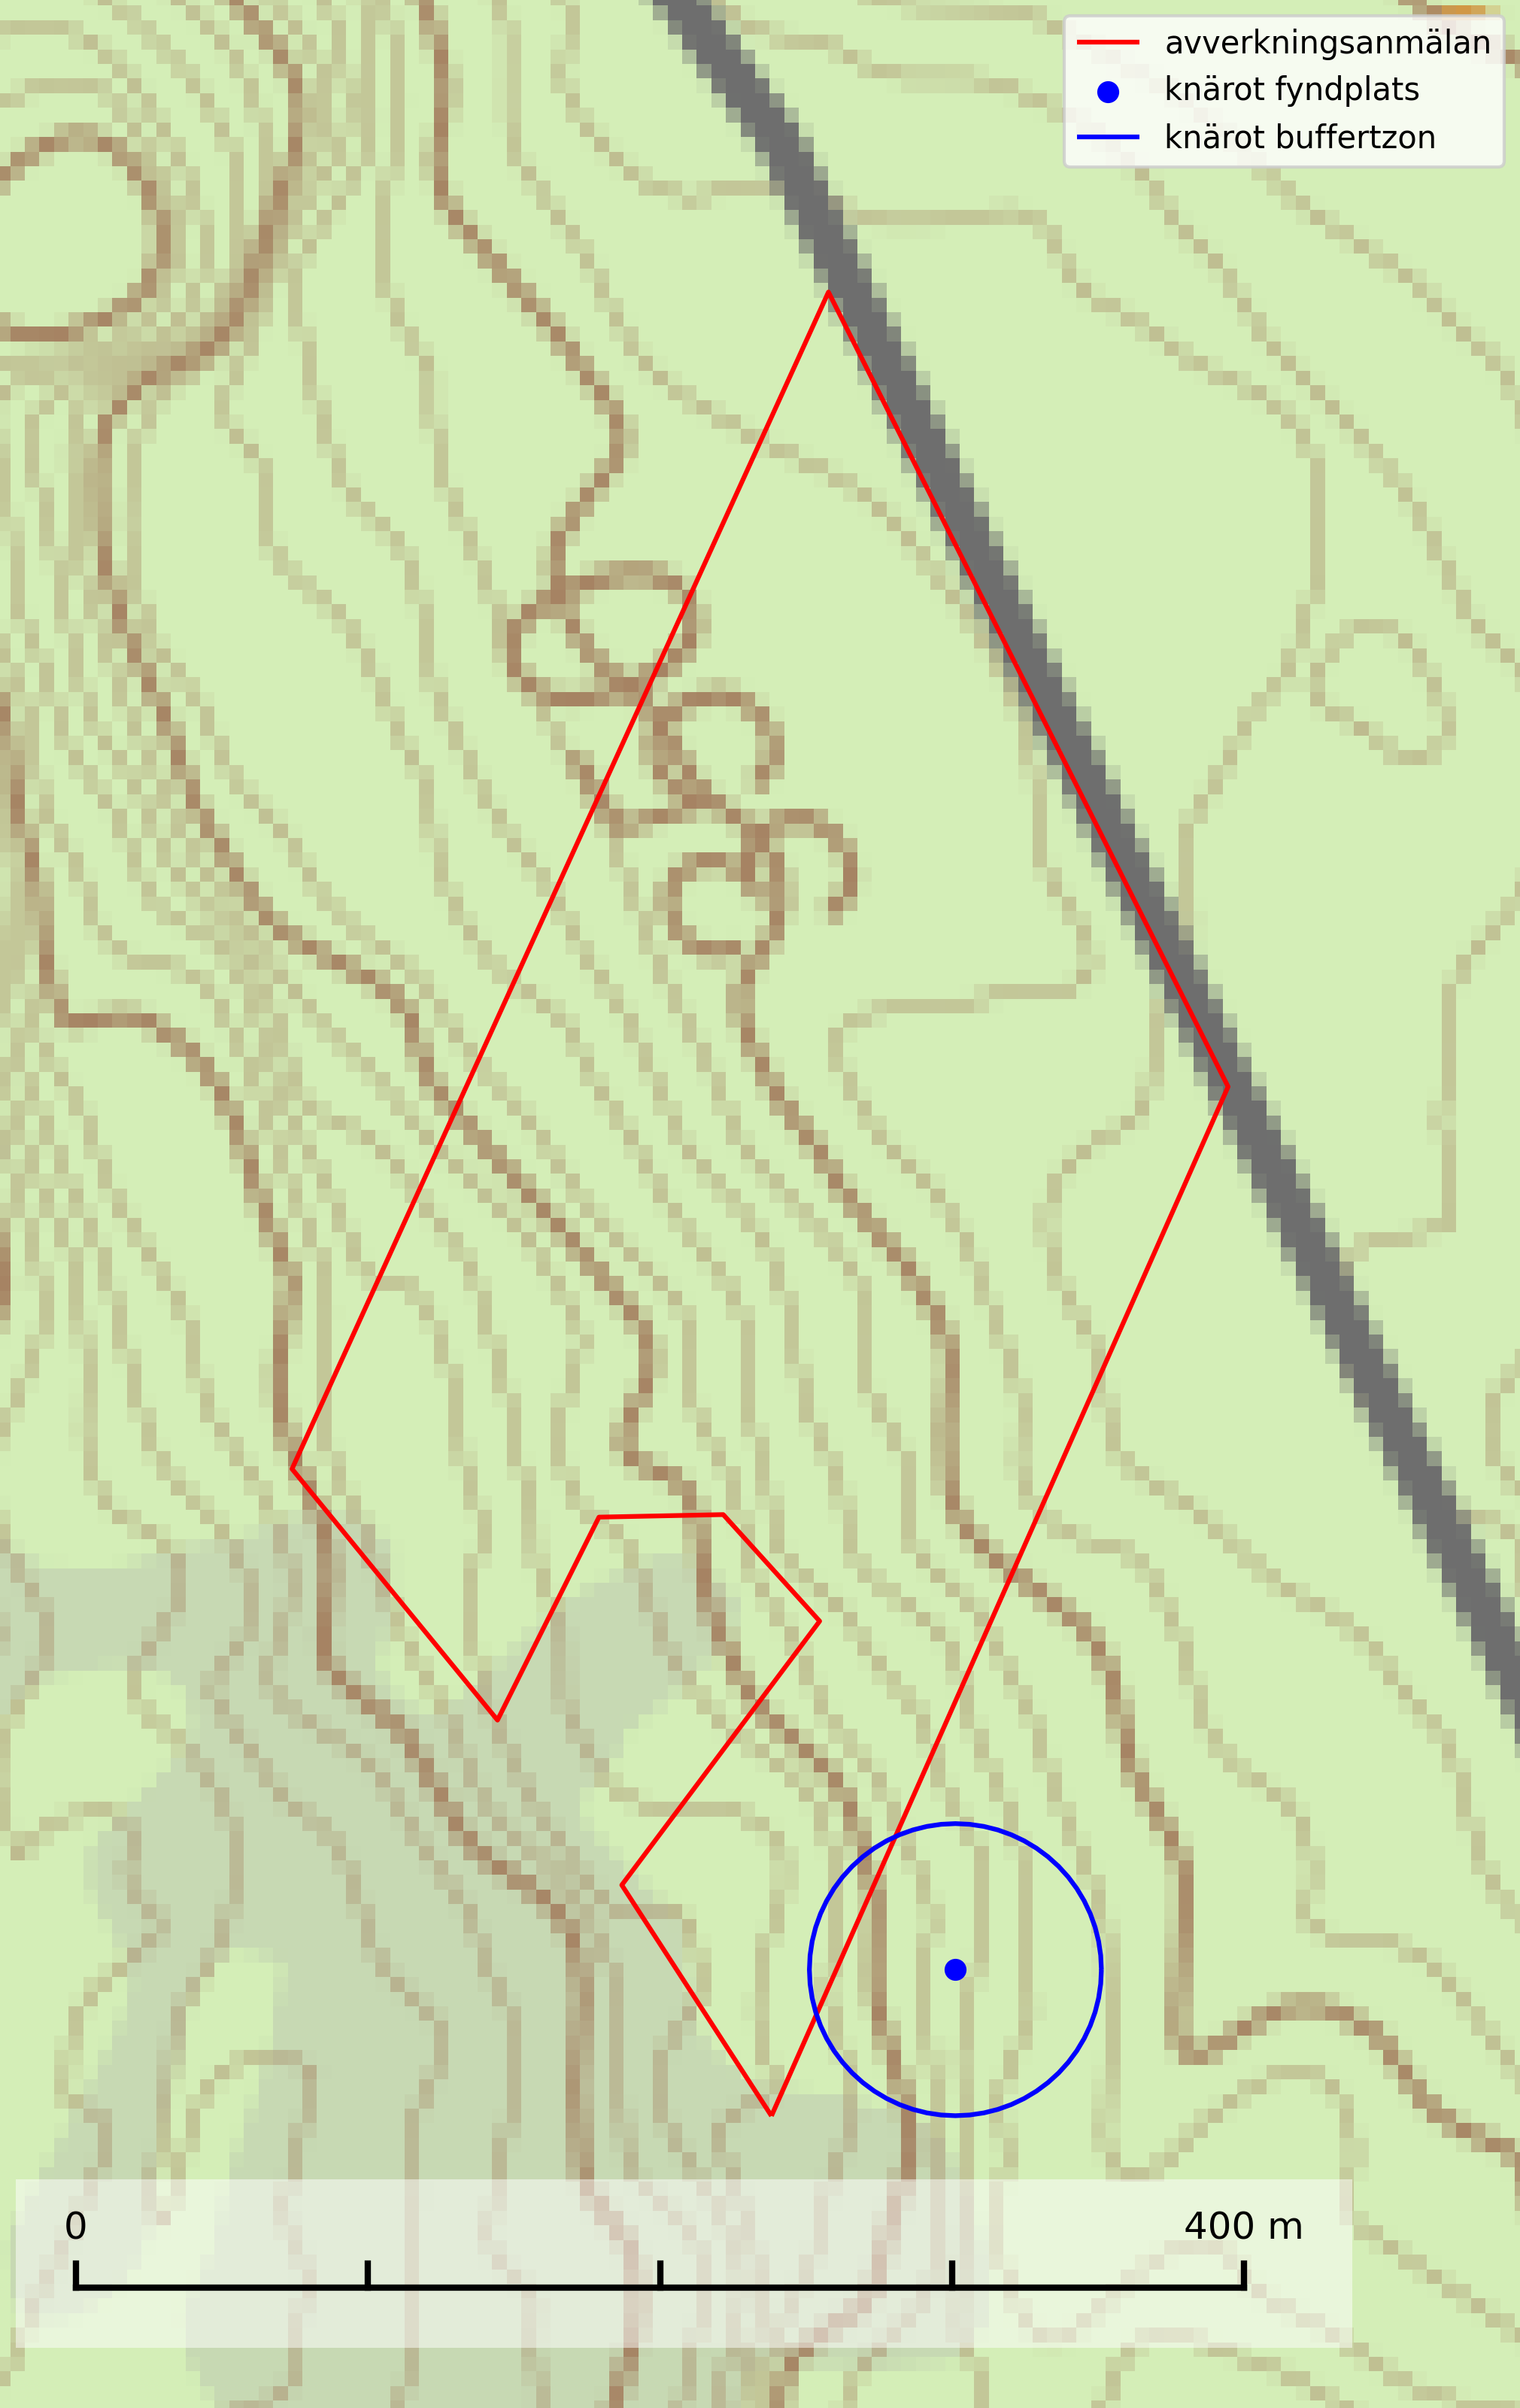 avverkningsanmälan
knärot fyndplats
knärot buffertzon
0 400 m